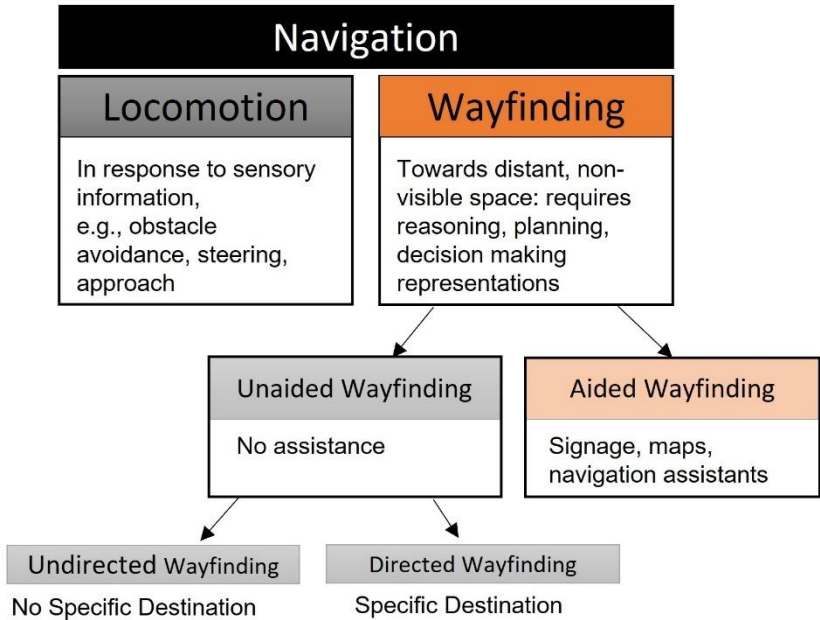 Navigation
Locomotion
In response to sensory
information,
e.g., obstacle
avoidance, steering,
approach
Wayfinding
Towards distant, non-
visible space: requires
reasoning, planning,
decision making
representations
Unaided Wayfinding
No assistance
Aided Wayfinding
Signage, maps,
navigation assistants
Undirected Wayfinding
No Specific Destination
Directed Wayfinding
Specific Destination